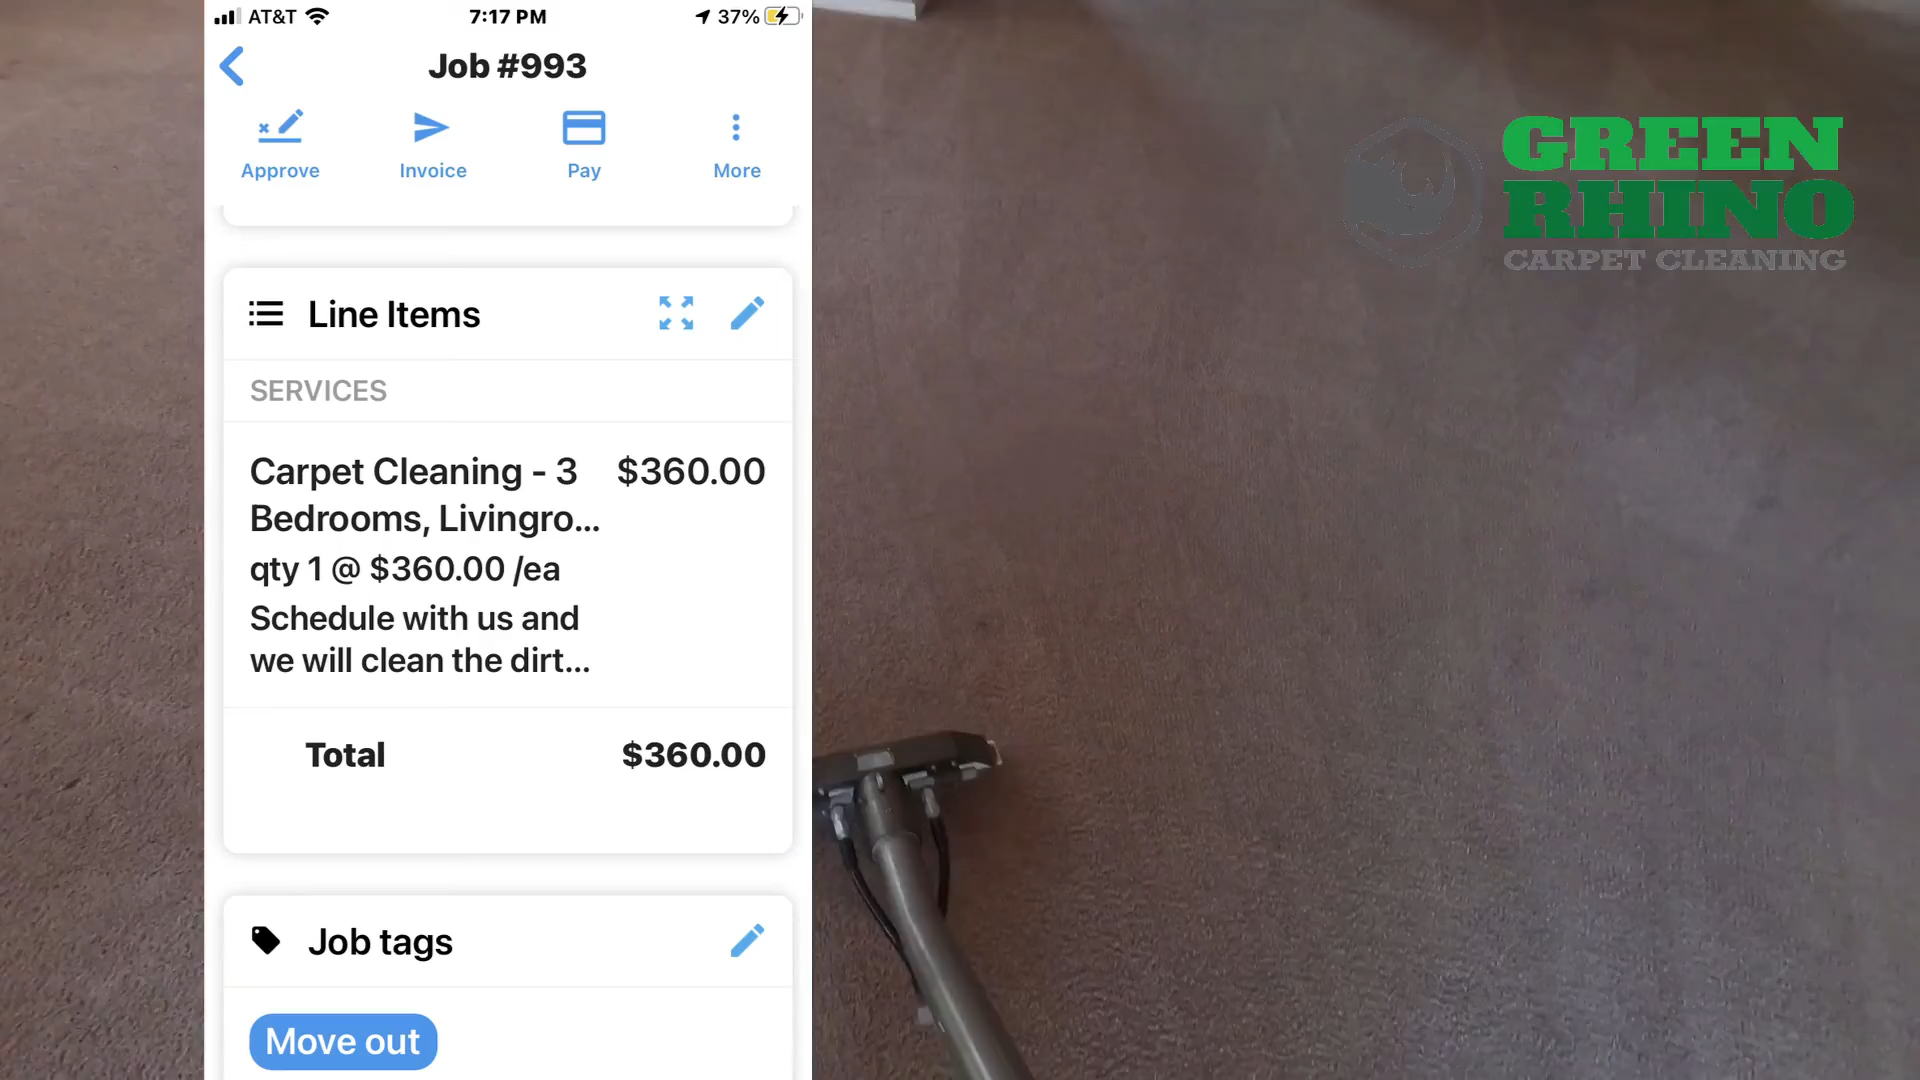 AT&T 7:17 PM 37%
Job #993
Approve Invoice Pay More
Line Items
SERVICES
Carpet Cleaning - 3 $360.00
Bedrooms, Livingro...
qty 1 @ $360.00 /ea
Schedule with us and
we will clean the dirt...
Total $360.00
Job tags
Move out
GREEN
RHINO
CARPET CLEANING